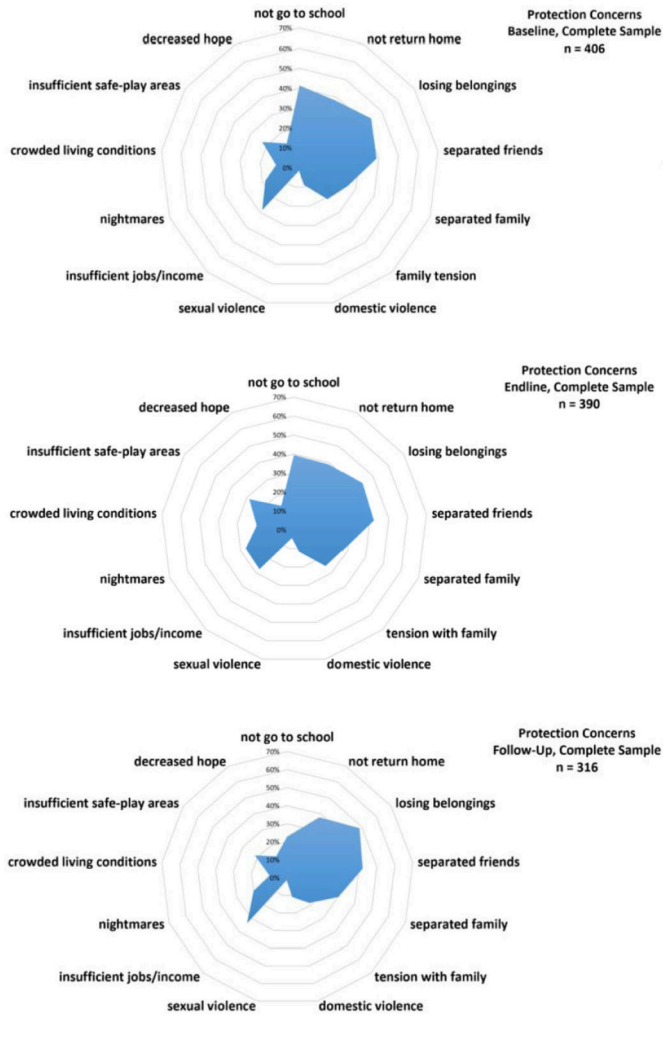 Protection Concerns
Baseline, Complete Sample
n = 406
not go to school
not return home
losing belongings
separated friends
separated family
family tension
domestic violence
sexual violence
insufficient jobs/income
nightmares
crowded living conditions
insufficient safe-play areas
decreased hope
70%
60%
50%
40%
30%
20%
10%
0%
Protection Concerns
Endline, Complete Sample
n = 390
not go to school
not return home
losing belongings
separated friends
separated family
tension with family
domestic violence
sexual violence
insufficient jobs/income
nightmares
crowded living conditions
insufficient safe-play areas
decreased hope
70%
60%
50%
40%
30%
20%
10%
0%
Protection Concerns
Follow-Up, Complete Sample
n = 316
not go to school
not return home
losing belongings
separated friends
separated family
tension with family
domestic violence
sexual violence
insufficient jobs/income
nightmares
crowded living conditions
insufficient safe-play areas
decreased hope
70%
60%
50%
40%
30%
20%
10%
0%